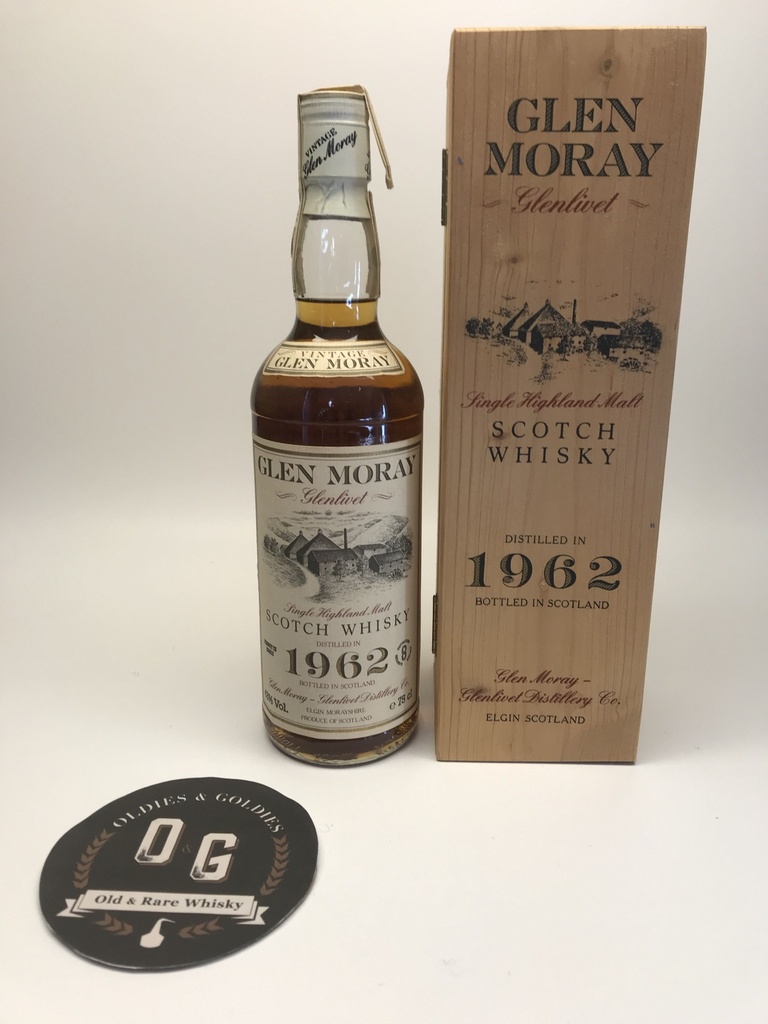 VINTAGE
Glen Moray
VINTAGE
GLEN MORAY
GLEN MORAY
Glenlivet
Single Highland Malt
SCOTCH WHISKY
DISTILLED IN
1962
8
BOTTLED IN SCOTLAND
Glen Moray – Glenlivet Distillery Co.
43% Vol.
ELGIN MORAYSHIRE
e 75 cl
PRODUCE OF SCOTLAND
GLEN
MORAY
Glenlivet
Single Highland Malt
SCOTCH
WHISKY
DISTILLED IN
1962
BOTTLED IN SCOTLAND
Glen Moray –
Glenlivet Distillery Co.
ELGIN SCOTLAND
OLDIES & GOLDIES
O & G
Old & Rare Whisky